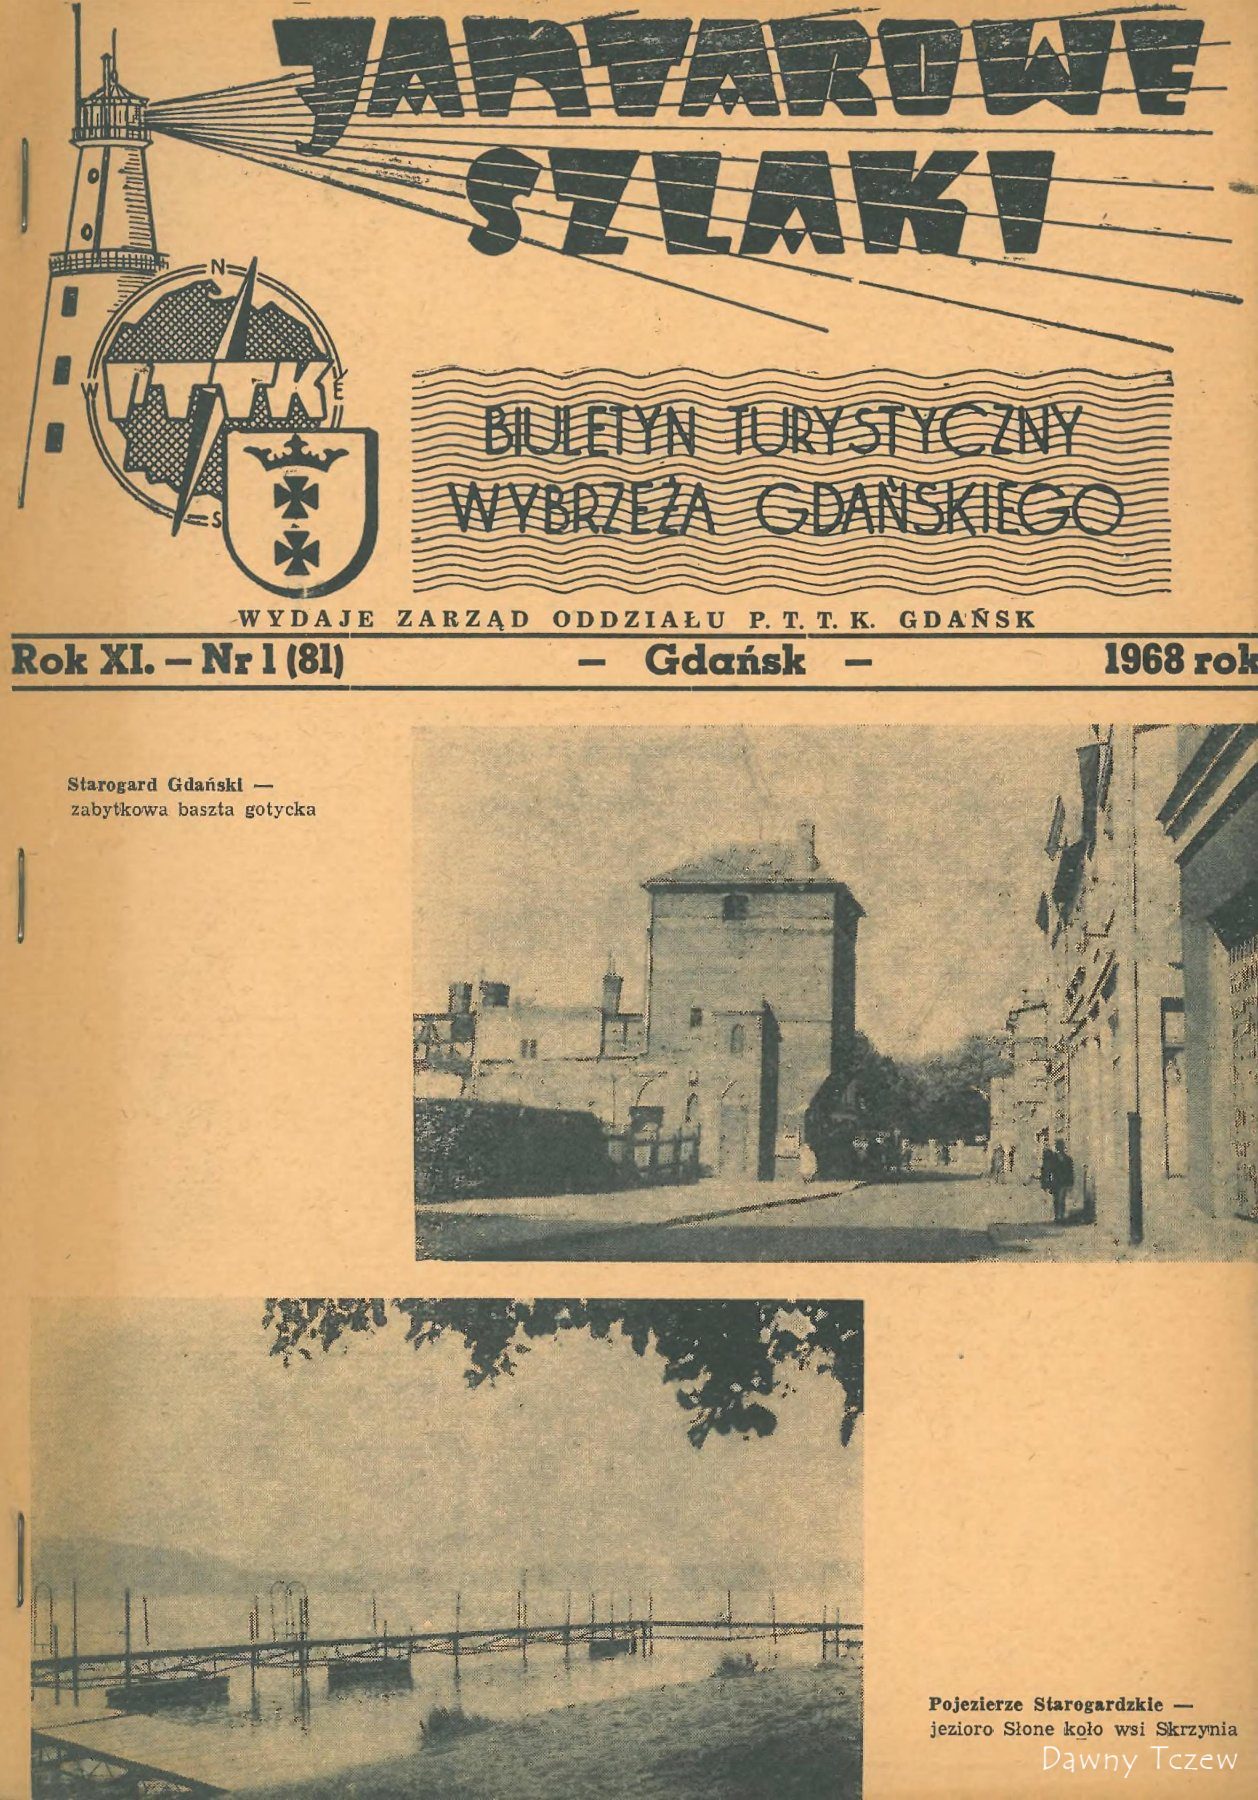 JANTAROWE
SZLAKI
N
W
PTTK
E
S
BIULETYN TURYSTYCZNY
WYBRZEŻA GDAŃSKIEGO
WYDAJE ZARZĄD ODDZIAŁU P.T.T.K. GDAŃSK
Rok XI. — Nr 1 (81) — Gdańsk — 1968 rok
Starogard Gdański —
zabytkowa baszta gotycka
Pojezierze Starogardzkie —
jezioro Słone koło wsi Skrzynia
Dawny Tczew